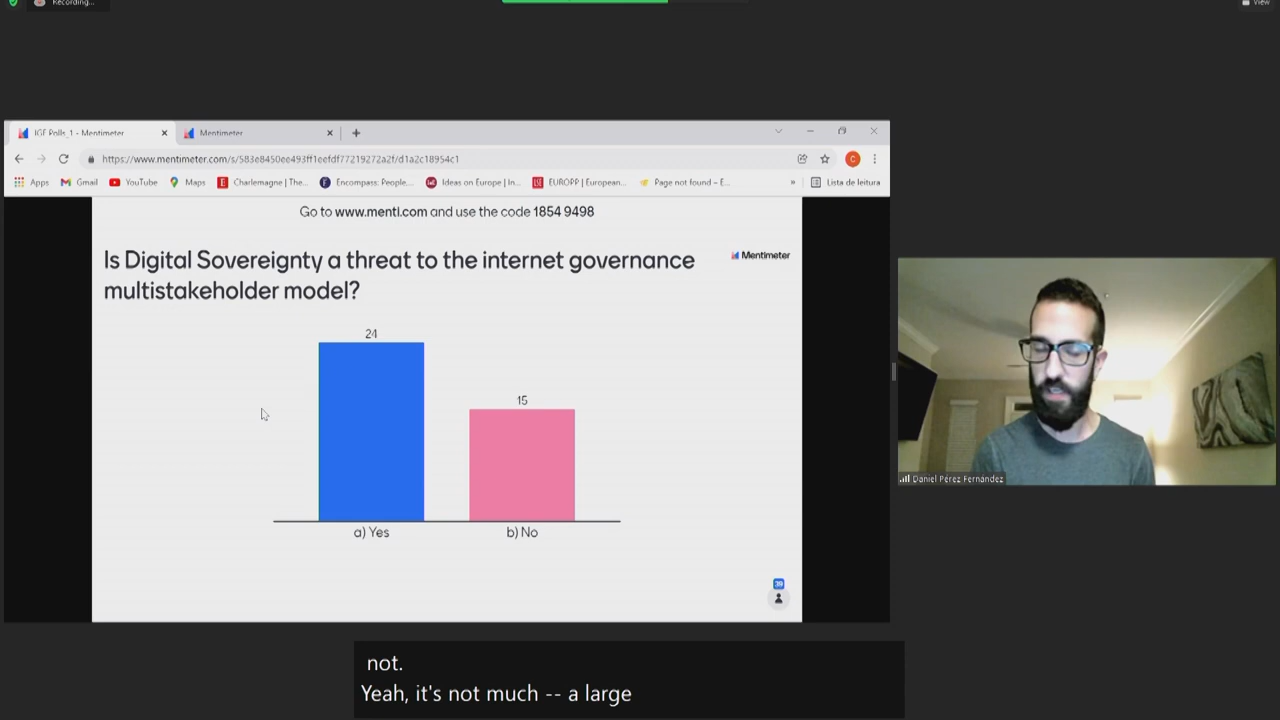 Recording...
View
IGF Polls_1 - Mentimeter
Mentimeter
https://www.mentimeter.com/s/583e8450ee493ff1eefdf77219272a2f/d1a2c18954c1
C
Apps
Gmail
YouTube
Maps
Charlemagne | The...
Encompass: People,...
Ideas on Europe | In...
EUROPP | European...
Page not found – E...
»
Lista de leitura
Go to www.menti.com and use the code 1854 9498
Is Digital Sovereignty a threat to the internet governance
multistakeholder model?
Mentimeter
24
15
a) Yes
b) No
39
Daniel Pérez Fernández
not.
Yeah, it's not much -- a large